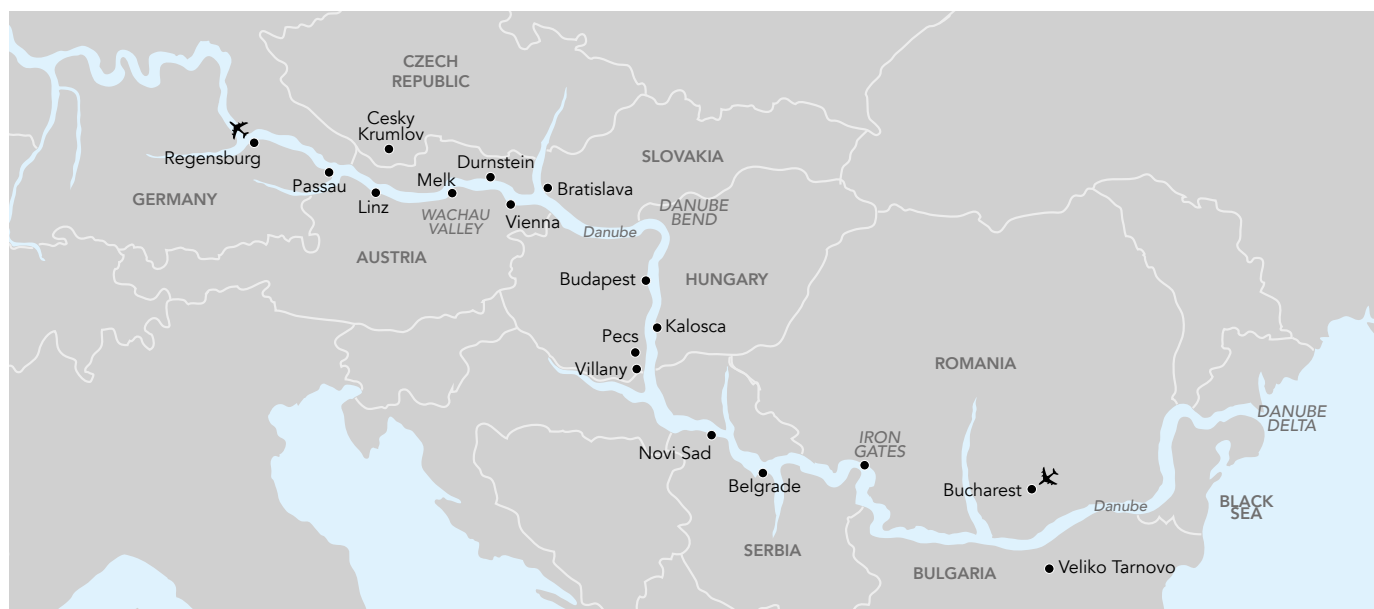 CZECH
REPUBLIC
Cesky
Krumlov
Regensburg
Durnstein
SLOVAKIA
Passau
Melk
Bratislava
GERMANY
Linz
WACHAU
VALLEY
Vienna
DANUBE
BEND
Danube
AUSTRIA
Budapest
HUNGARY
Kalosca
Pecs
Villany
ROMANIA
DANUBE
DELTA
Novi Sad
IRON
GATES
Belgrade
Bucharest
Danube
BLACK
SEA
SERBIA
BULGARIA
Veliko Tarnovo